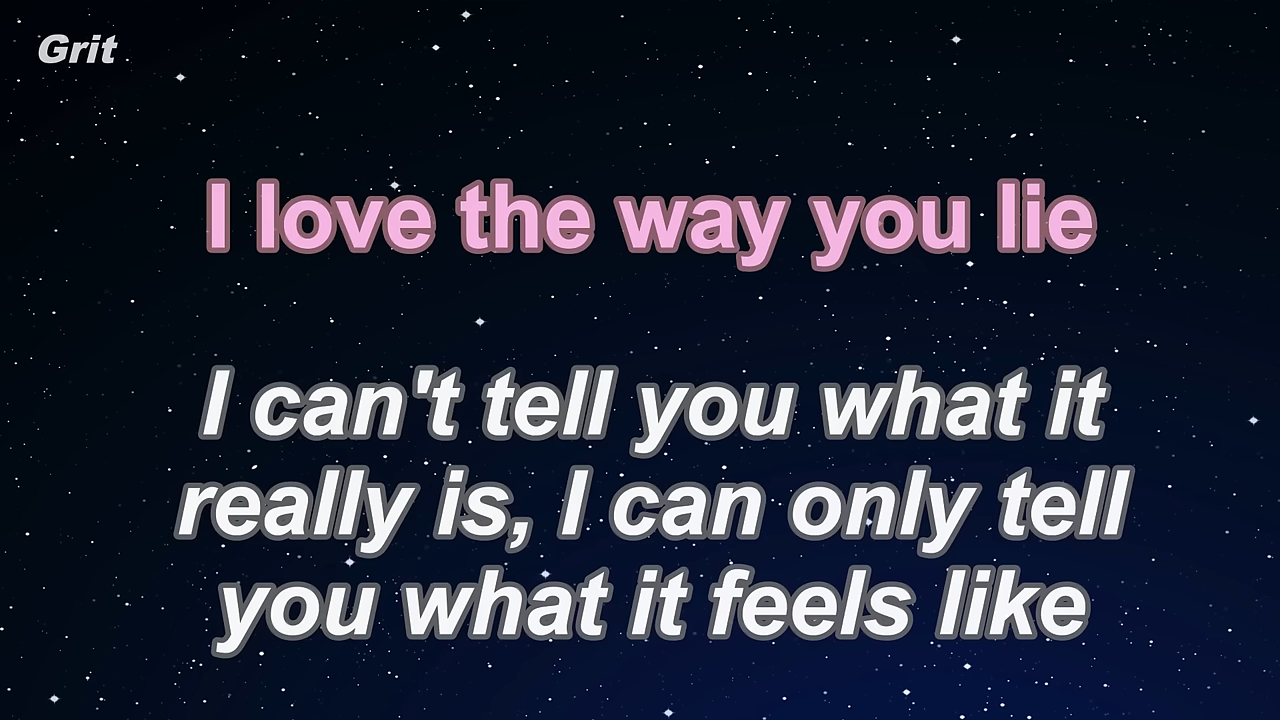 Grit
I love the way you lie
I can't tell you what it
really is, I can only tell
you what it feels like